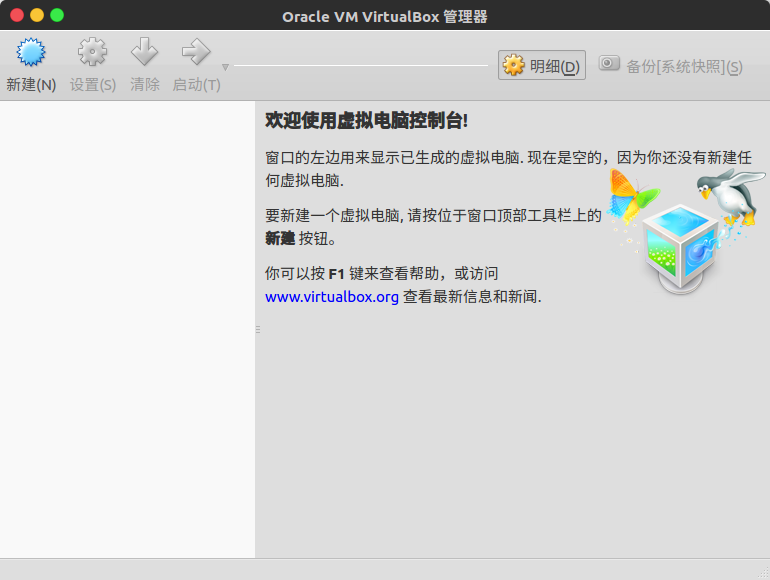 Oracle VM VirtualBox 管理器
新建(N) 设置(S) 清除 启动(T) 明细(D) 备份[系统快照](S)
欢迎使用虚拟电脑控制台!
窗口的左边用来显示已生成的虚拟电脑. 现在是空的，因为你还没有新建任
何虚拟电脑.
要新建一个虚拟电脑, 请按位于窗口顶部工具栏上的
新建 按钮。
你可以按 F1 键来查看帮助，或访问
www.virtualbox.org 查看最新信息和新闻.